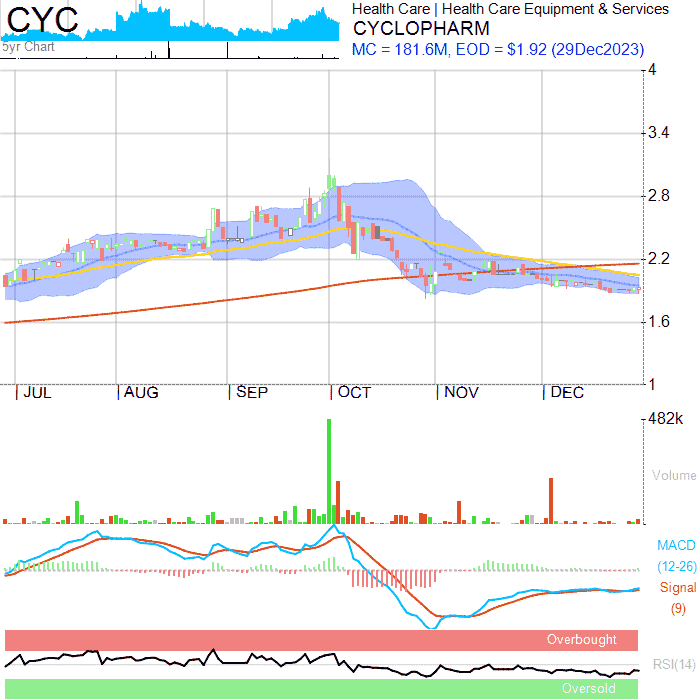 CYC
5yr Chart
Health Care | Health Care Equipment & Services
CYCLOPHARM
MC = 181.6M, EOD = $1.92 (29Dec2023)
4
3.4
2.8
2.2
1.6
1
| JUL | AUG | SEP | OCT | NOV | DEC
482k
Volume
MACD
(12-26)
Signal
(9)
Overbought
RSI(14)
Oversold